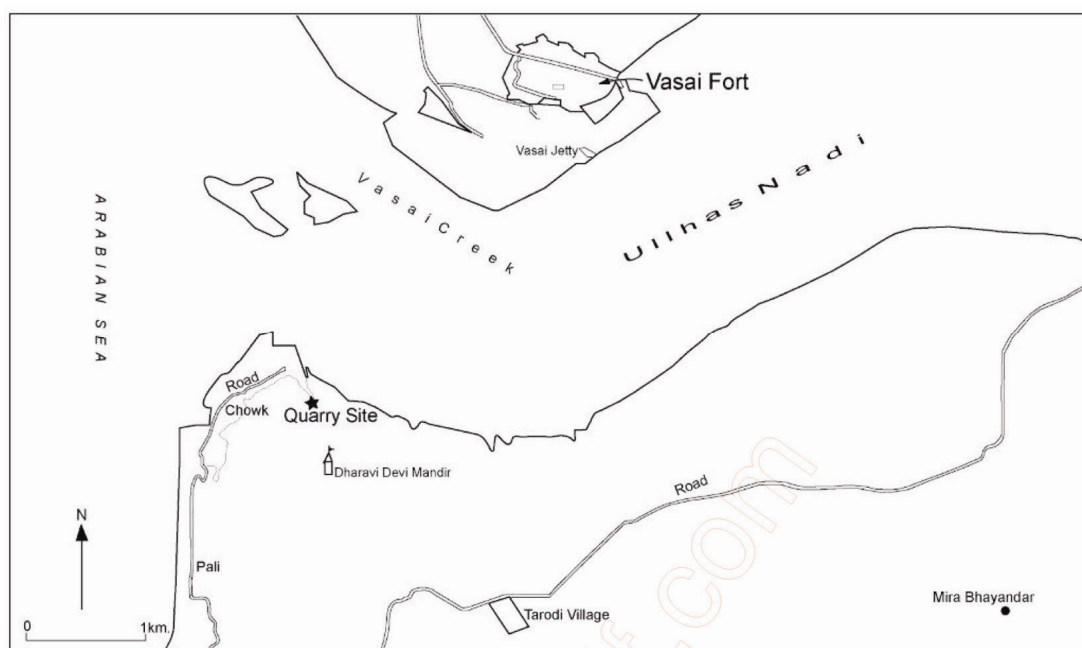 Vasai Fort
Vasai Jetty
Vasai Creek
Ullhas Nadi
ARABIAN SEA
Road
Chowk
Quarry Site
Dharavi Devi Mandir
Road
N
Pali
Tarodi Village
Mira Bhayandar
0 1km.
f.com